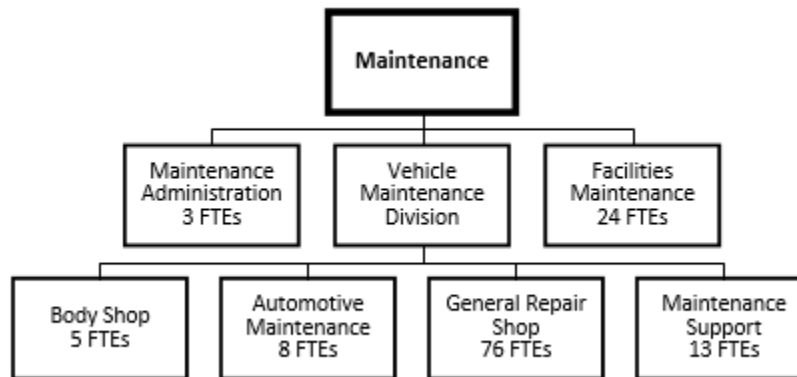 Maintenance
Maintenance
Administration
3 FTEs
Vehicle
Maintenance
Division
Facilities
Maintenance
24 FTEs
Body Shop
5 FTEs
Automotive
Maintenance
8 FTEs
General Repair
Shop
76 FTEs
Maintenance
Support
13 FTEs